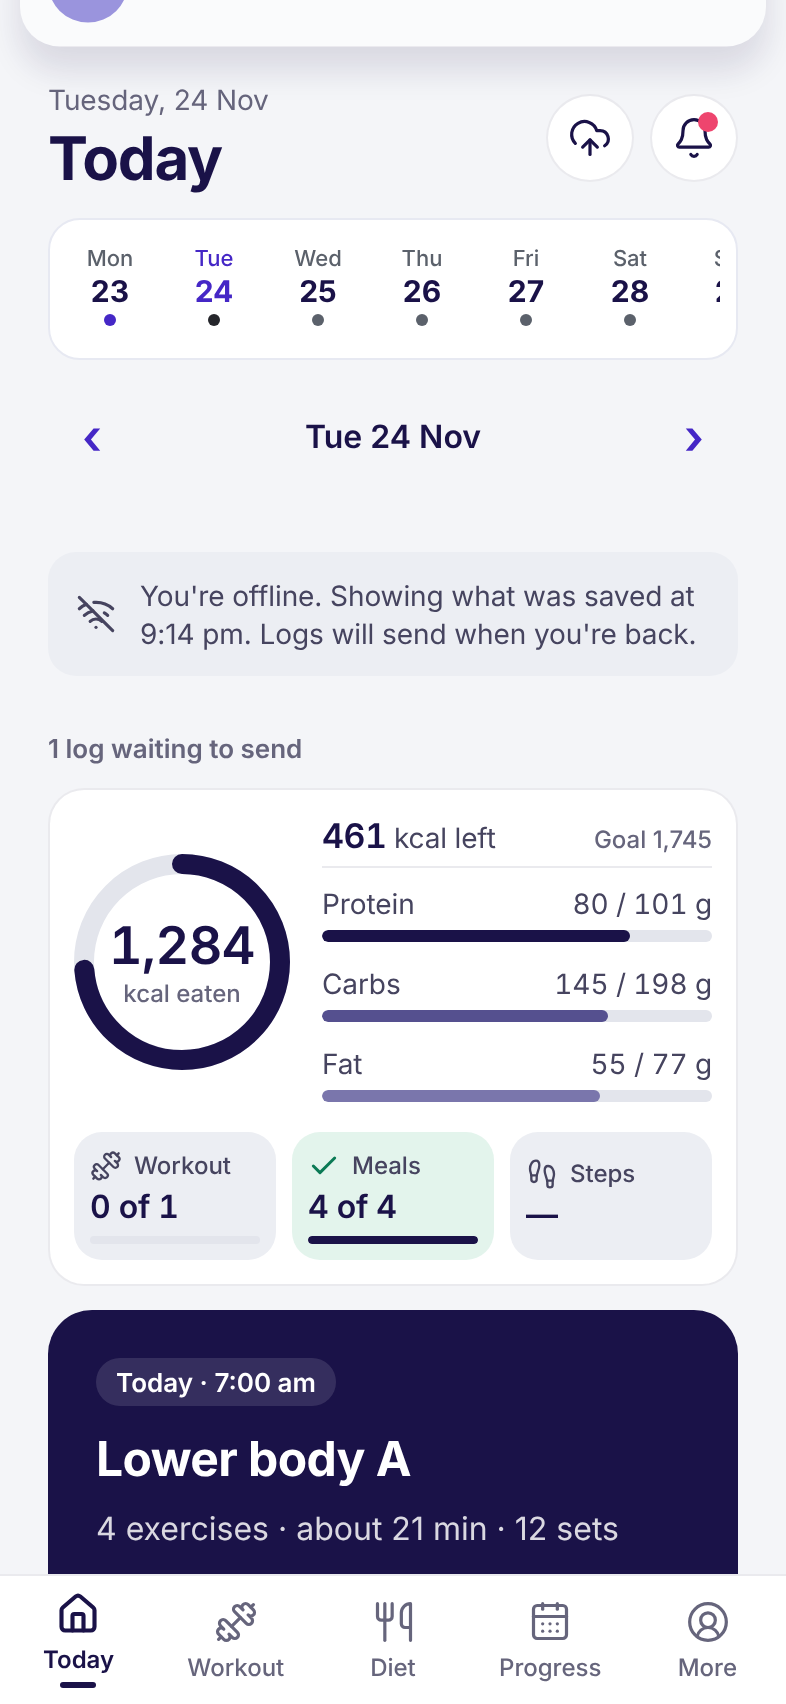 Tuesday, 24 Nov
Today
Mon Tue Wed Thu Fri Sat
23 24 25 26 27 28
‹ Tue 24 Nov ›
You're offline. Showing what was saved at
9:14 pm. Logs will send when you're back.
1 log waiting to send
461 kcal left Goal 1,745
1,284
kcal eaten
Protein 80 / 101 g
Carbs 145 / 198 g
Fat 55 / 77 g
Workout
0 of 1
Meals
4 of 4
Steps
—
Today · 7:00 am
Lower body A
4 exercises · about 21 min · 12 sets
Today Workout Diet Progress More